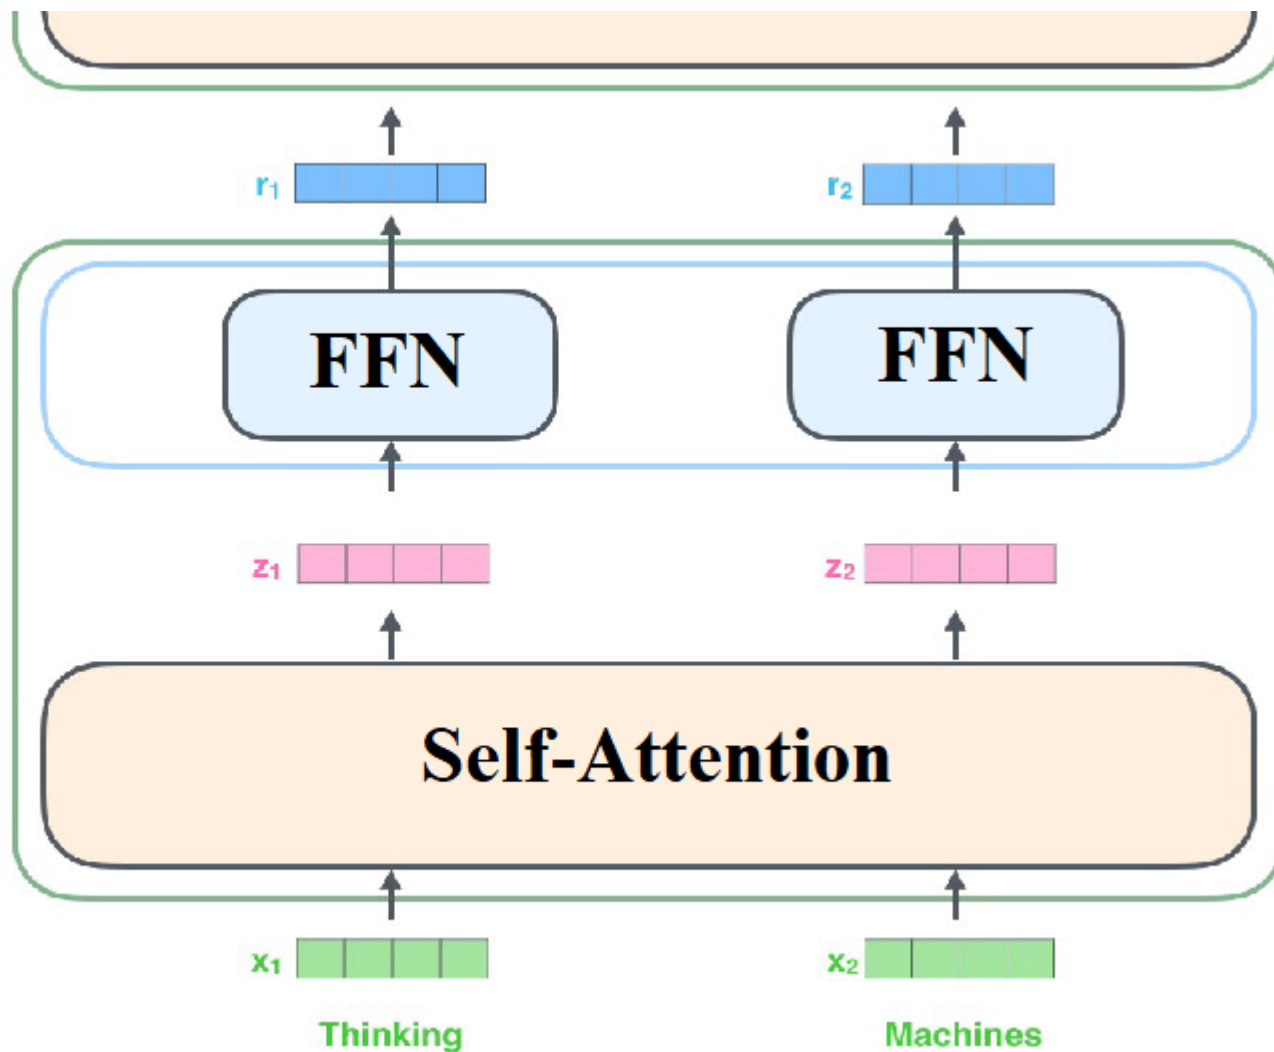 r₁ r₂
FFN FFN
z₁ z₂
Self-Attention
x₁ x₂
Thinking Machines